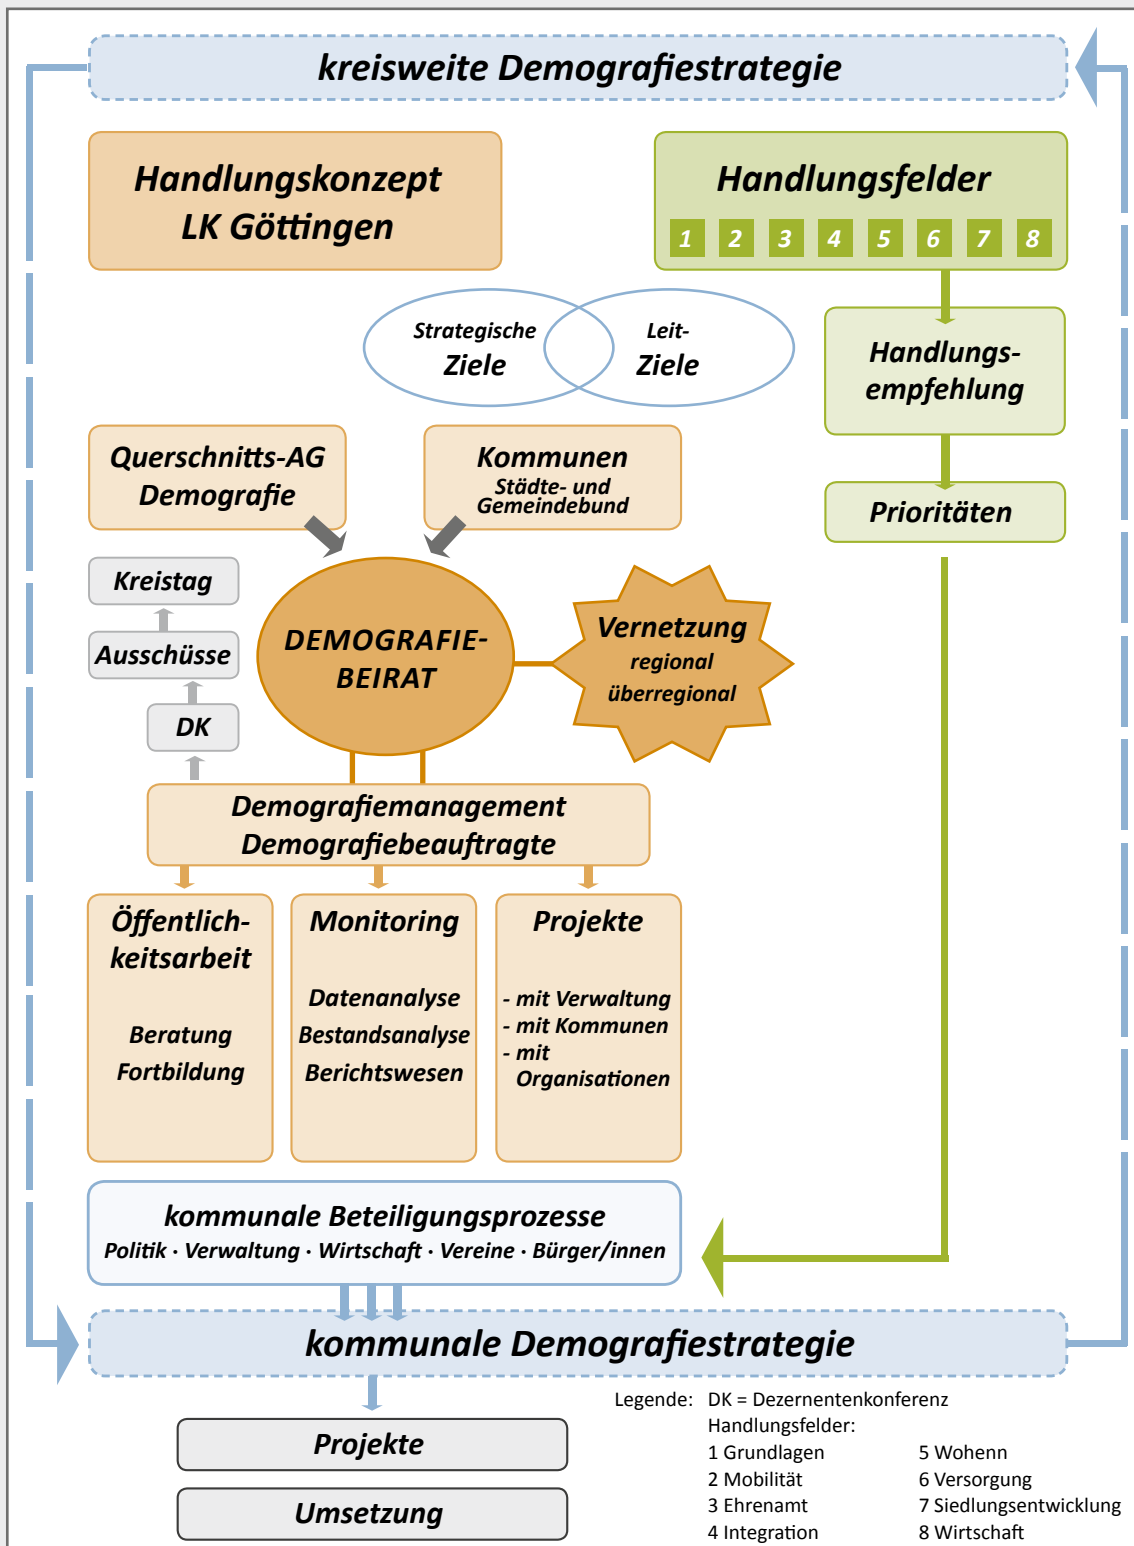 kreisweite Demografiestrategie
Handlungskonzept
LK Göttingen
Handlungsfelder
1 2 3 4 5 6 7 8
Strategische
Ziele
Leit-
Ziele
Handlungs-
empfehlung
Prioritäten
Querschnitts-AG
Demografie
Kommunen
Städte- und
Gemeindebund
Kreistag
Ausschüsse
DK
DEMOGRAFIE-
BEIRAT
Vernetzung
regional
überregional
Demografiemanagement
Demografiebeauftragte
Öffentlich-
keitsarbeit
Beratung
Fortbildung
Monitoring
Datenanalyse
Bestandsanalyse
Berichtswesen
Projekte
- mit Verwaltung
- mit Kommunen
- mit
Organisationen
kommunale Beteiligungsprozesse
Politik · Verwaltung · Wirtschaft · Vereine · Bürger/innen
kommunale Demografiestrategie
Projekte
Umsetzung
Legende: DK = Dezernentenkonferenz
Handlungsfelder:
1 Grundlagen
2 Mobilität
3 Ehrenamt
4 Integration
5 Wohenn
6 Versorgung
7 Siedlungsentwicklung
8 Wirtschaft